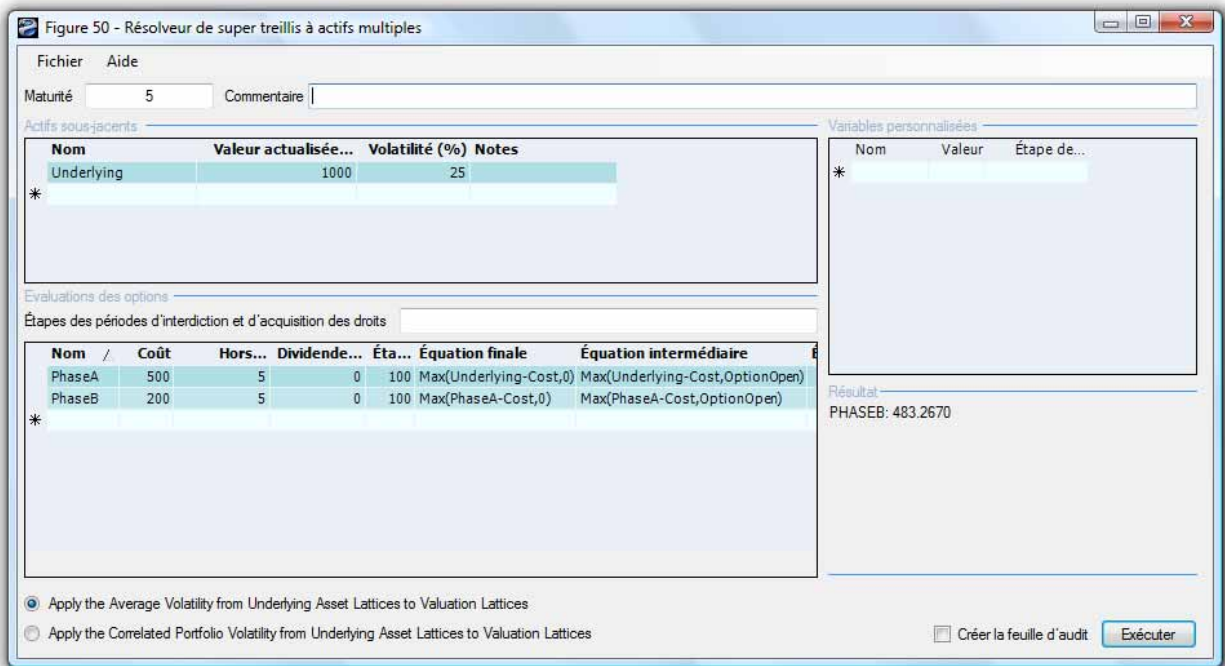 Figure 50 - Résolveur de super treillis à actifs multiples
Fichier Aide
Maturité 5 Commentaire
Actifs sous-jacents
Nom Valeur actualisée... Volatilité (%) Notes
Underlying 1000 25
*
Variables personnalisées
Nom Valeur Étape de...
*
Evaluations des options
Étapes des périodes d'interdiction et d'acquisition des droits
Nom / Coût Hors... Dividende... Éta... Équation finale Équation intermédiaire
PhaseA 500 5 0 100 Max(Underlying-Cost,0) Max(Underlying-Cost,OptionOpen)
PhaseB 200 5 0 100 Max(PhaseA-Cost,0) Max(PhaseA-Cost,OptionOpen)
*
Résultat
PHASEB: 483.2670
Apply the Average Volatility from Underlying Asset Lattices to Valuation Lattices
Apply the Correlated Portfolio Volatility from Underlying Asset Lattices to Valuation Lattices
Créer la feuille d'audit Exécuter